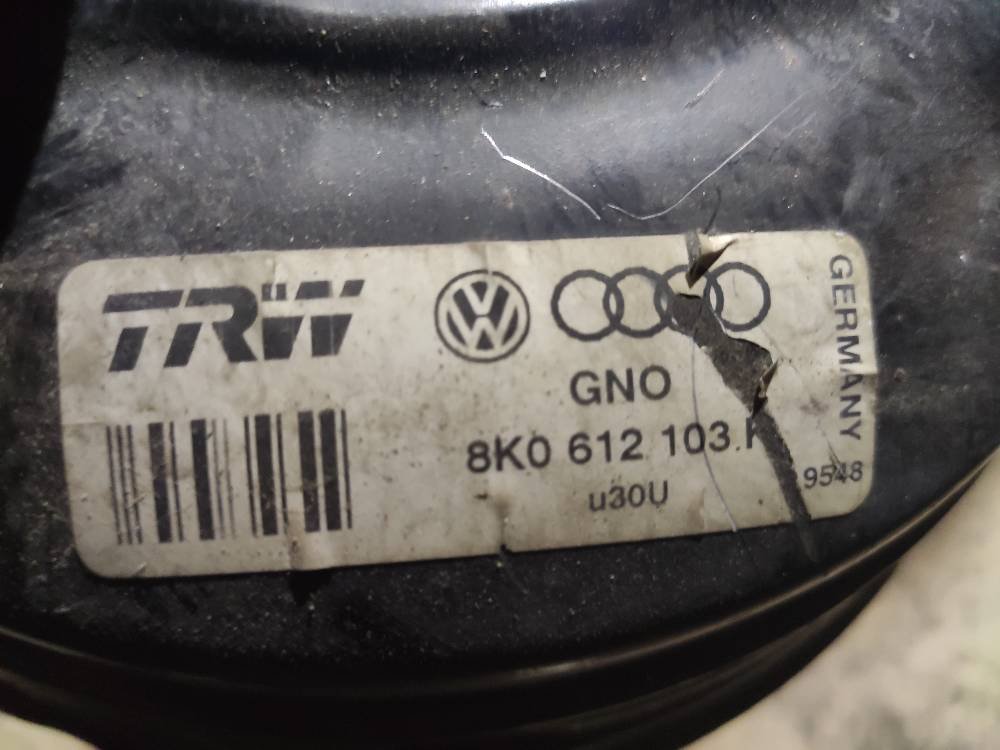 TRW
GNO
8K0 612 103
u30U
GERMANY
9548